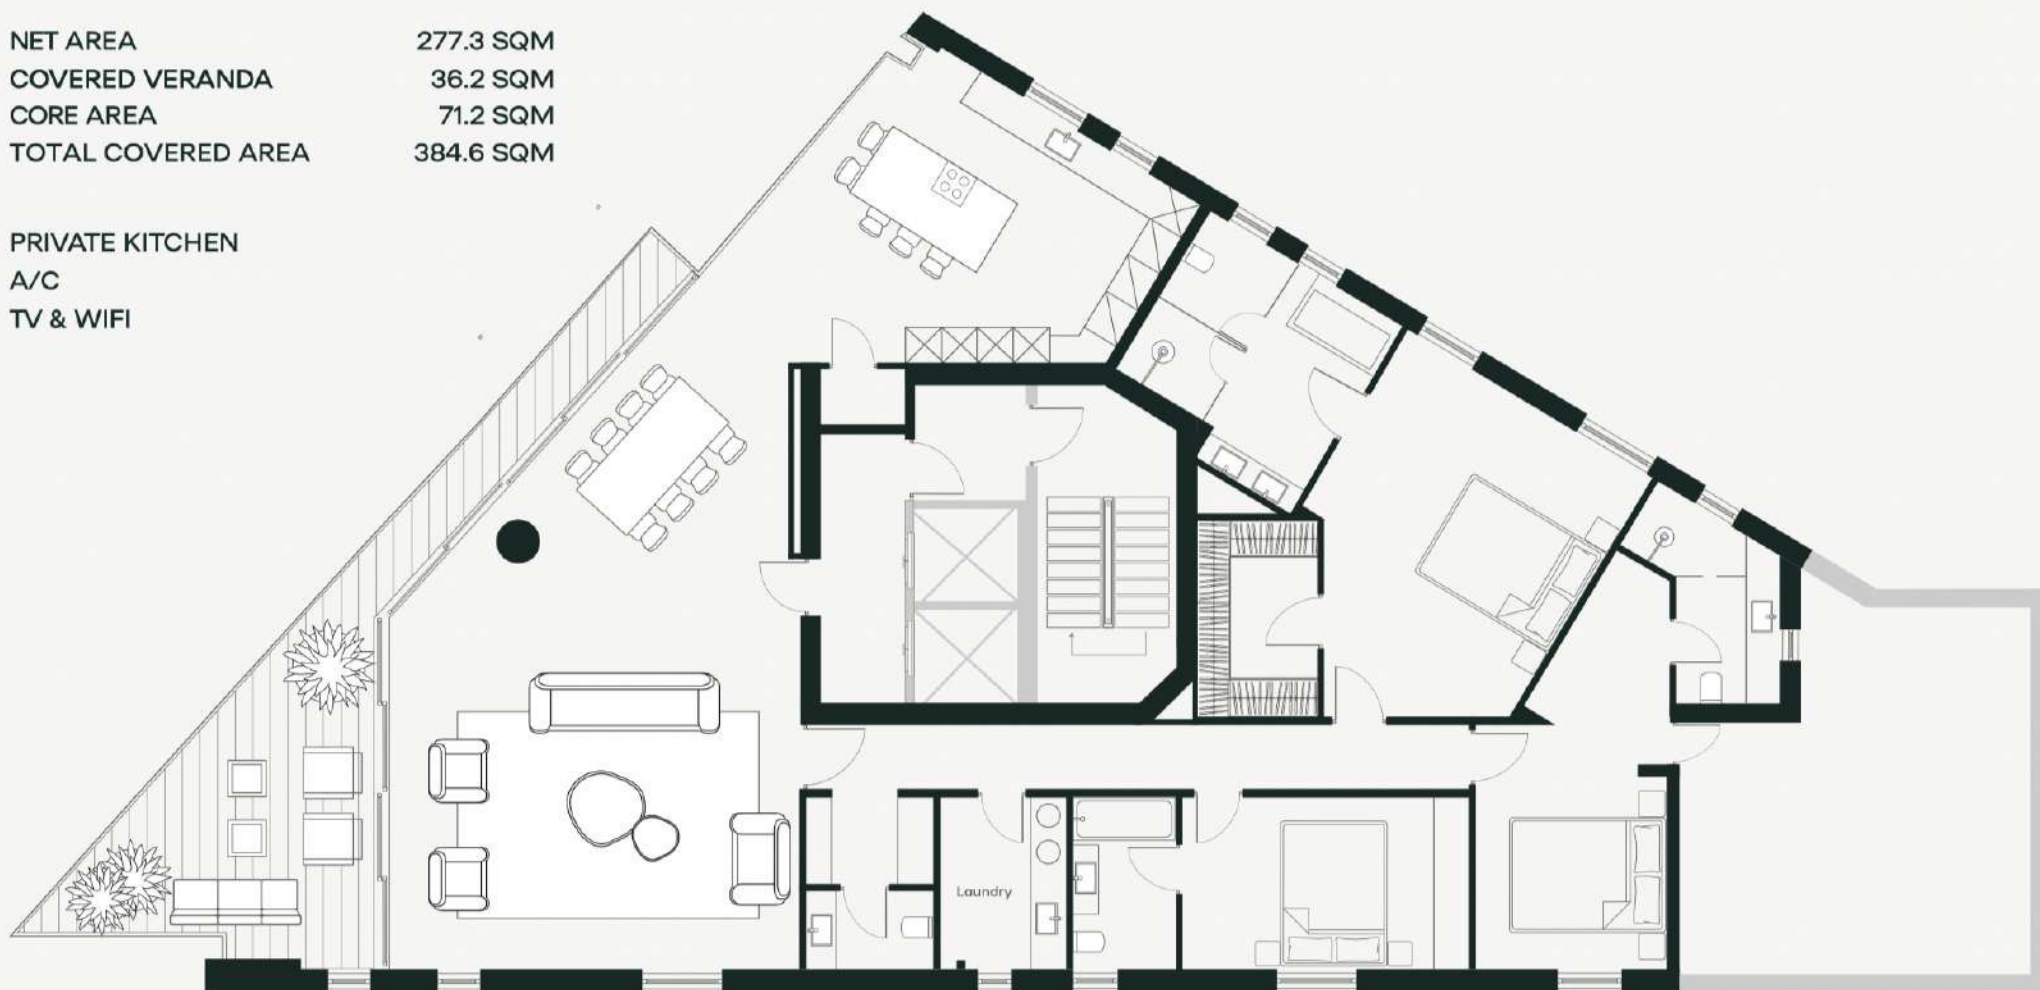 NET AREA 277.3 SQM
COVERED VERANDA 36.2 SQM
CORE AREA 71.2 SQM
TOTAL COVERED AREA 384.6 SQM
PRIVATE KITCHEN
A/C
TV & WIFI
Laundry